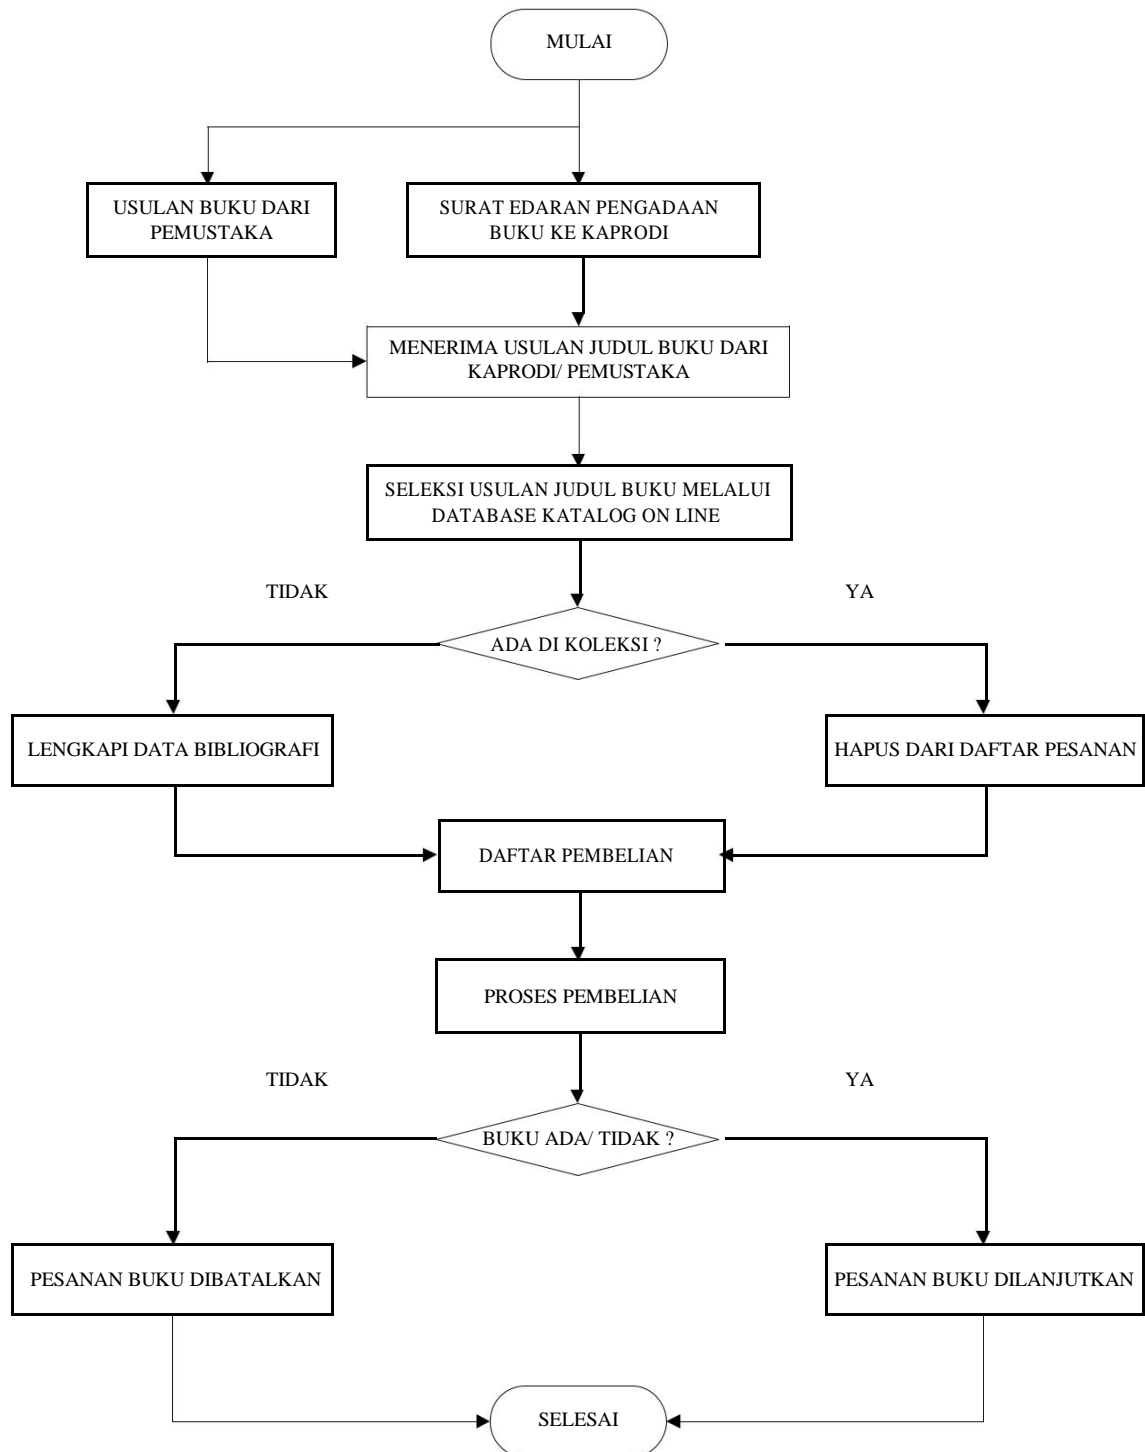 MULAI
USULAN BUKU DARI
PEMUSTAKA
SURAT EDARAN PENGADAAN
BUKU KE KAPRODI
MENERIMA USULAN JUDUL BUKU DARI
KAPRODI/ PEMUSTAKA
SELEKSI USULAN JUDUL BUKU MELALUI
DATABASE KATALOG ON LINE
TIDAK
YA
ADA DI KOLEKSI ?
LENGKAPI DATA BIBLIOGRAFI
HAPUS DARI DAFTAR PESANAN
DAFTAR PEMBELIAN
PROSES PEMBELIAN
TIDAK
YA
BUKU ADA/ TIDAK ?
PESANAN BUKU DIBATALKAN
PESANAN BUKU DILANJUTKAN
SELESAI